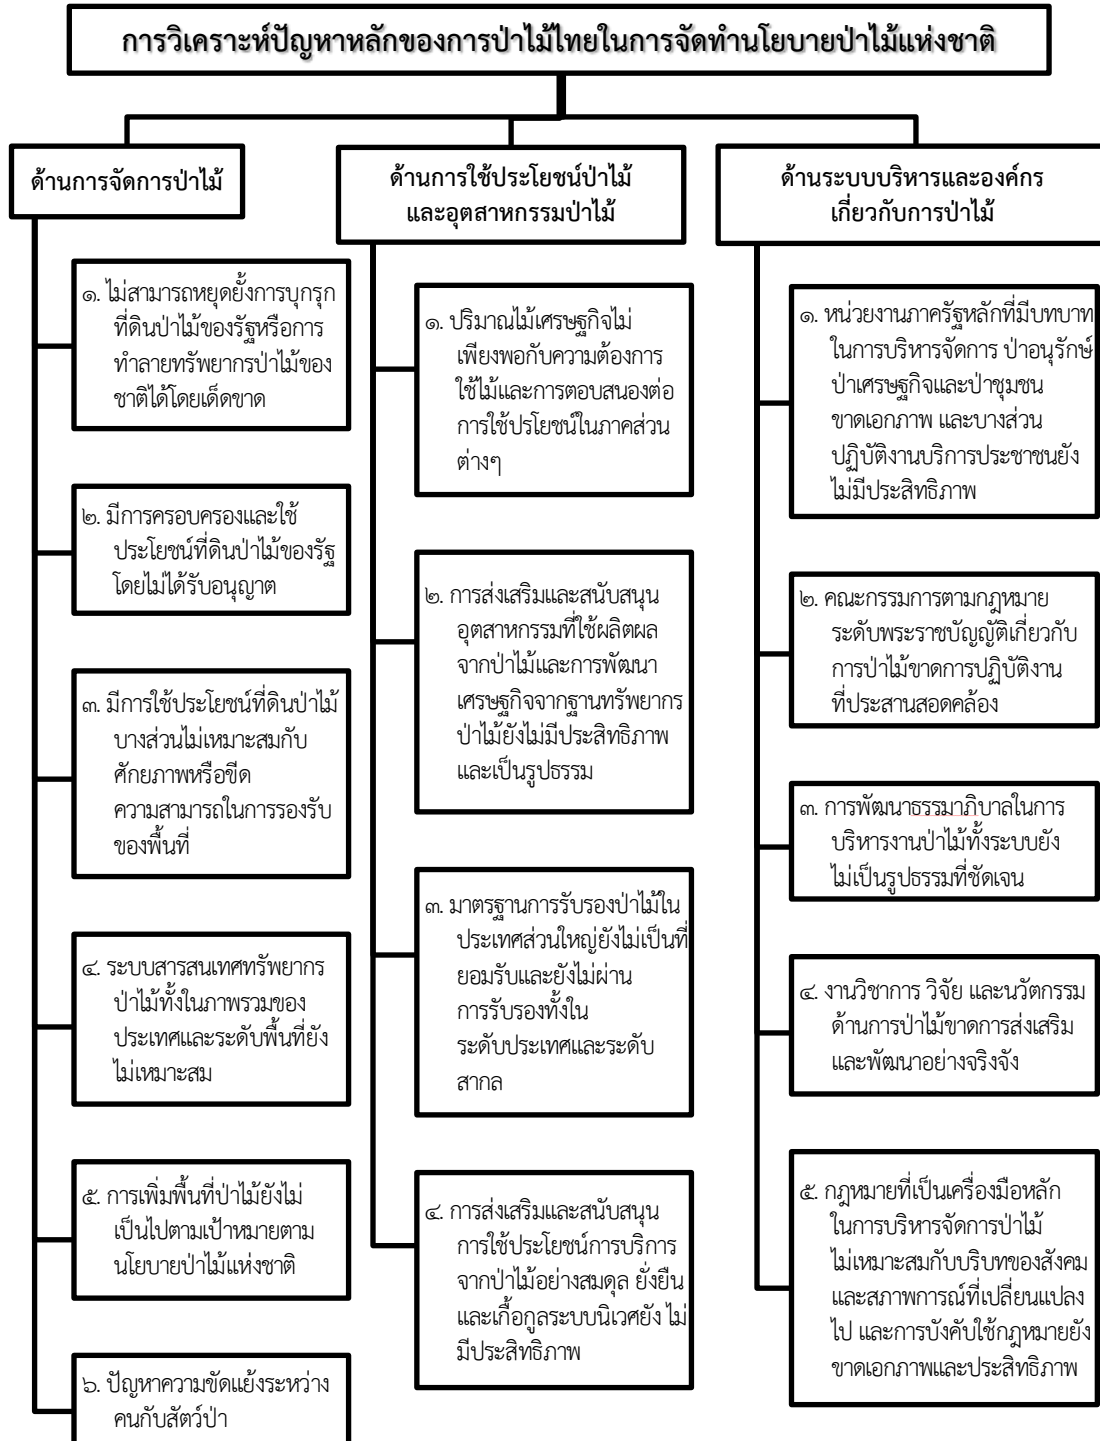 การวิเคราะห์ปัญหาหลักของการป่าไม้ไทยในการจัดทำนโยบายป่าไม้แห่งชาติ
ด้านการจัดการป่าไม้
๑. ไม่สามารถหยุดยั้งการบุกรุก
ที่ดินป่าไม้ของรัฐหรือการ
ทำลายทรัพยากรป่าไม้ของ
ชาติได้โดยเด็ดขาด
๒. มีการครอบครองและใช้
ประโยชน์ที่ดินป่าไม้ของรัฐ
โดยไม่ได้รับอนุญาต
๓. มีการใช้ประโยชน์ที่ดินป่าไม้
บางส่วนไม่เหมาะสมกับ
ศักยภาพหรือขีด
ความสามารถในการรองรับ
ของพื้นที่
๔. ระบบสารสนเทศทรัพยากร
ป่าไม้ทั้งในภาพรวมของ
ประเทศและระดับพื้นที่ยัง
ไม่เหมาะสม
๕. การเพิ่มพื้นที่ป่าไม้ยังไม่
เป็นไปตามเป้าหมายตาม
นโยบายป่าไม้แห่งชาติ
๖. ปัญหาความขัดแย้งระหว่าง
คนกับสัตว์ป่า
ด้านการใช้ประโยชน์ป่าไม้
และอุตสาหกรรมป่าไม้
๑. ปริมาณไม้เศรษฐกิจไม่
เพียงพอกับความต้องการ
ใช้ไม้และการตอบสนองต่อ
การใช้ปรโยชน์ในภาคส่วน
ต่างๆ
๒. การส่งเสริมและสนับสนุน
อุตสาหกรรมที่ใช้ผลิตผล
จากป่าไม้และการพัฒนา
เศรษฐกิจจากฐานทรัพยากร
ป่าไม้ยังไม่มีประสิทธิภาพ
และเป็นรูปธรรม
๓. มาตรฐานการรับรองป่าไม้ใน
ประเทศส่วนใหญ่ยังไม่เป็นที่
ยอมรับและยังไม่ผ่าน
การรับรองทั้งใน
ระดับประเทศและระดับ
สากล
๔. การส่งเสริมและสนับสนุน
การใช้ประโยชน์การบริการ
จากป่าไม้อย่างสมดุล ยั่งยืน
และเกื้อกูลระบบนิเวศยัง ไม่
มีประสิทธิภาพ
ด้านระบบบริหารและองค์กร
เกี่ยวกับการป่าไม้
๑. หน่วยงานภาครัฐหลักที่มีบทบาท
ในการบริหารจัดการ ป่าอนุรักษ์
ป่าเศรษฐกิจและป่าชุมชน
ขาดเอกภาพ และบางส่วน
ปฏิบัติงานบริการประชาชนยัง
ไม่มีประสิทธิภาพ
๒. คณะกรรมการตามกฎหมาย
ระดับพระราชบัญญัติเกี่ยวกับ
การป่าไม้ขาดการปฏิบัติงาน
ที่ประสานสอดคล้อง
๓. การพัฒนาธรรมาภิบาลในการ
บริหารงานป่าไม้ทั้งระบบยัง
ไม่เป็นรูปธรรมที่ชัดเจน
๔. งานวิชาการ วิจัย และนวัตกรรม
ด้านการป่าไม้ขาดการส่งเสริม
และพัฒนาอย่างจริงจัง
๕. กฎหมายที่เป็นเครื่องมือหลัก
ในการบริหารจัดการป่าไม้
ไม่เหมาะสมกับบริบทของสังคม
และสภาพการณ์ที่เปลี่ยนแปลง
ไป และการบังคับใช้กฎหมายยัง
ขาดเอกภาพและประสิทธิภาพ